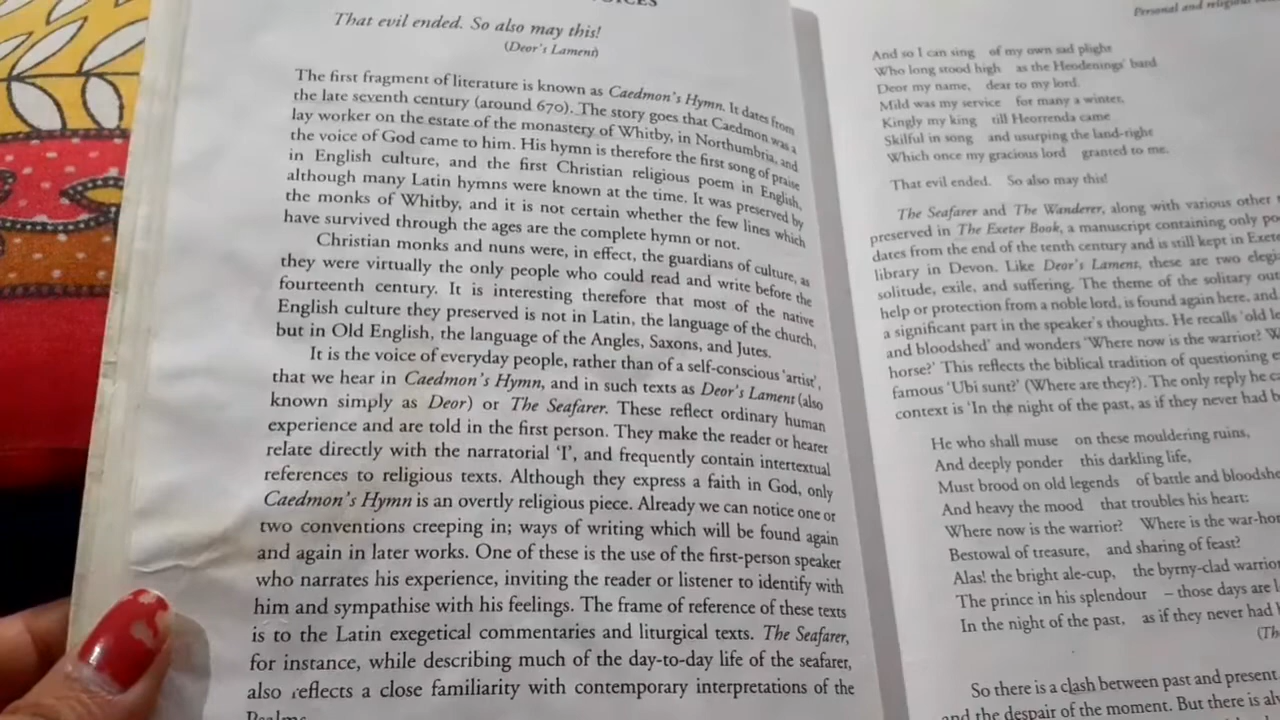 That evil ended. So also may this!
(Deor's Lament)
The first fragment of literature is known as Caedmon's Hymn. It dates from
the late seventh century (around 670). The story goes that Caedmon was a
lay worker on the estate of the monastery of Whitby, in Northumbria, and
the voice of God came to him. His hymn is therefore the first song of praise
in English culture, and the first Christian religious poem in English,
although many Latin hymns were known at the time. It was preserved by
the monks of Whitby, and it is not certain whether the few lines which
have survived through the ages are the complete hymn or not.
Christian monks and nuns were, in effect, the guardians of culture, as
they were virtually the only people who could read and write before the
fourteenth century. It is interesting therefore that most of the native
English culture they preserved is not in Latin, the language of the church,
but in Old English, the language of the Angles, Saxons, and Jutes.
It is the voice of everyday people, rather than of a self-conscious 'artist',
that we hear in Caedmon's Hymn, and in such texts as Deor's Lament (also
known simply as Deor) or The Seafarer. These reflect ordinary human
experience and are told in the first person. They make the reader or hearer
relate directly with the narratorial 'I', and frequently contain intertextual
references to religious texts. Although they express a faith in God, only
Caedmon's Hymn is an overtly religious piece. Already we can notice one or
two conventions creeping in; ways of writing which will be found again
and again in later works. One of these is the use of the first-person speaker
who narrates his experience, inviting the reader or listener to identify with
him and sympathise with his feelings. The frame of reference of these texts
is to the Latin exegetical commentaries and liturgical texts. The Seafarer,
for instance, while describing much of the day-to-day life of the seafarer,
also reflects a close familiarity with contemporary interpretations of the
Psalms
Personal and religious
And so I can sing of my own sad plight
Who long stood high as the Heodenings' bard
Deor my name, dear to my lord.
Mild was my service for many a winter,
Kingly my king till Heorrenda came
Skilful in song and usurping the land-right
Which once my gracious lord granted to me.
That evil ended. So also may this!
The Seafarer and The Wanderer, along with various other
preserved in The Exeter Book, a manuscript containing only
dates from the end of the tenth century and is still kept in
library in Devon. Like Deor's Lament, these are two
solitude, exile, and suffering. The theme of the solitary
help or protection from a noble lord, is found again here, and
a significant part in the speaker's thoughts. He recalls 'old
and bloodshed' and wonders 'Where now is the warrior?
horse?' This reflects the biblical tradition of questioning
famous 'Ubi sunt?' (Where are they?). The only reply he
context is 'In the night of the past, as if they never had
He who shall muse on these mouldering ruins,
And deeply ponder this darkling life,
Must brood on old legends of battle and
And heavy the mood that troubles his heart:
Where now is the warrior? Where is the
Bestowal of treasure, and sharing of feast?
Alas! the bright ale-cup, the byrny-clad
The prince in his splendour – those days are
In the night of the past, as if they never had
So there is a clash between past and present
and the despair of the moment. But there is